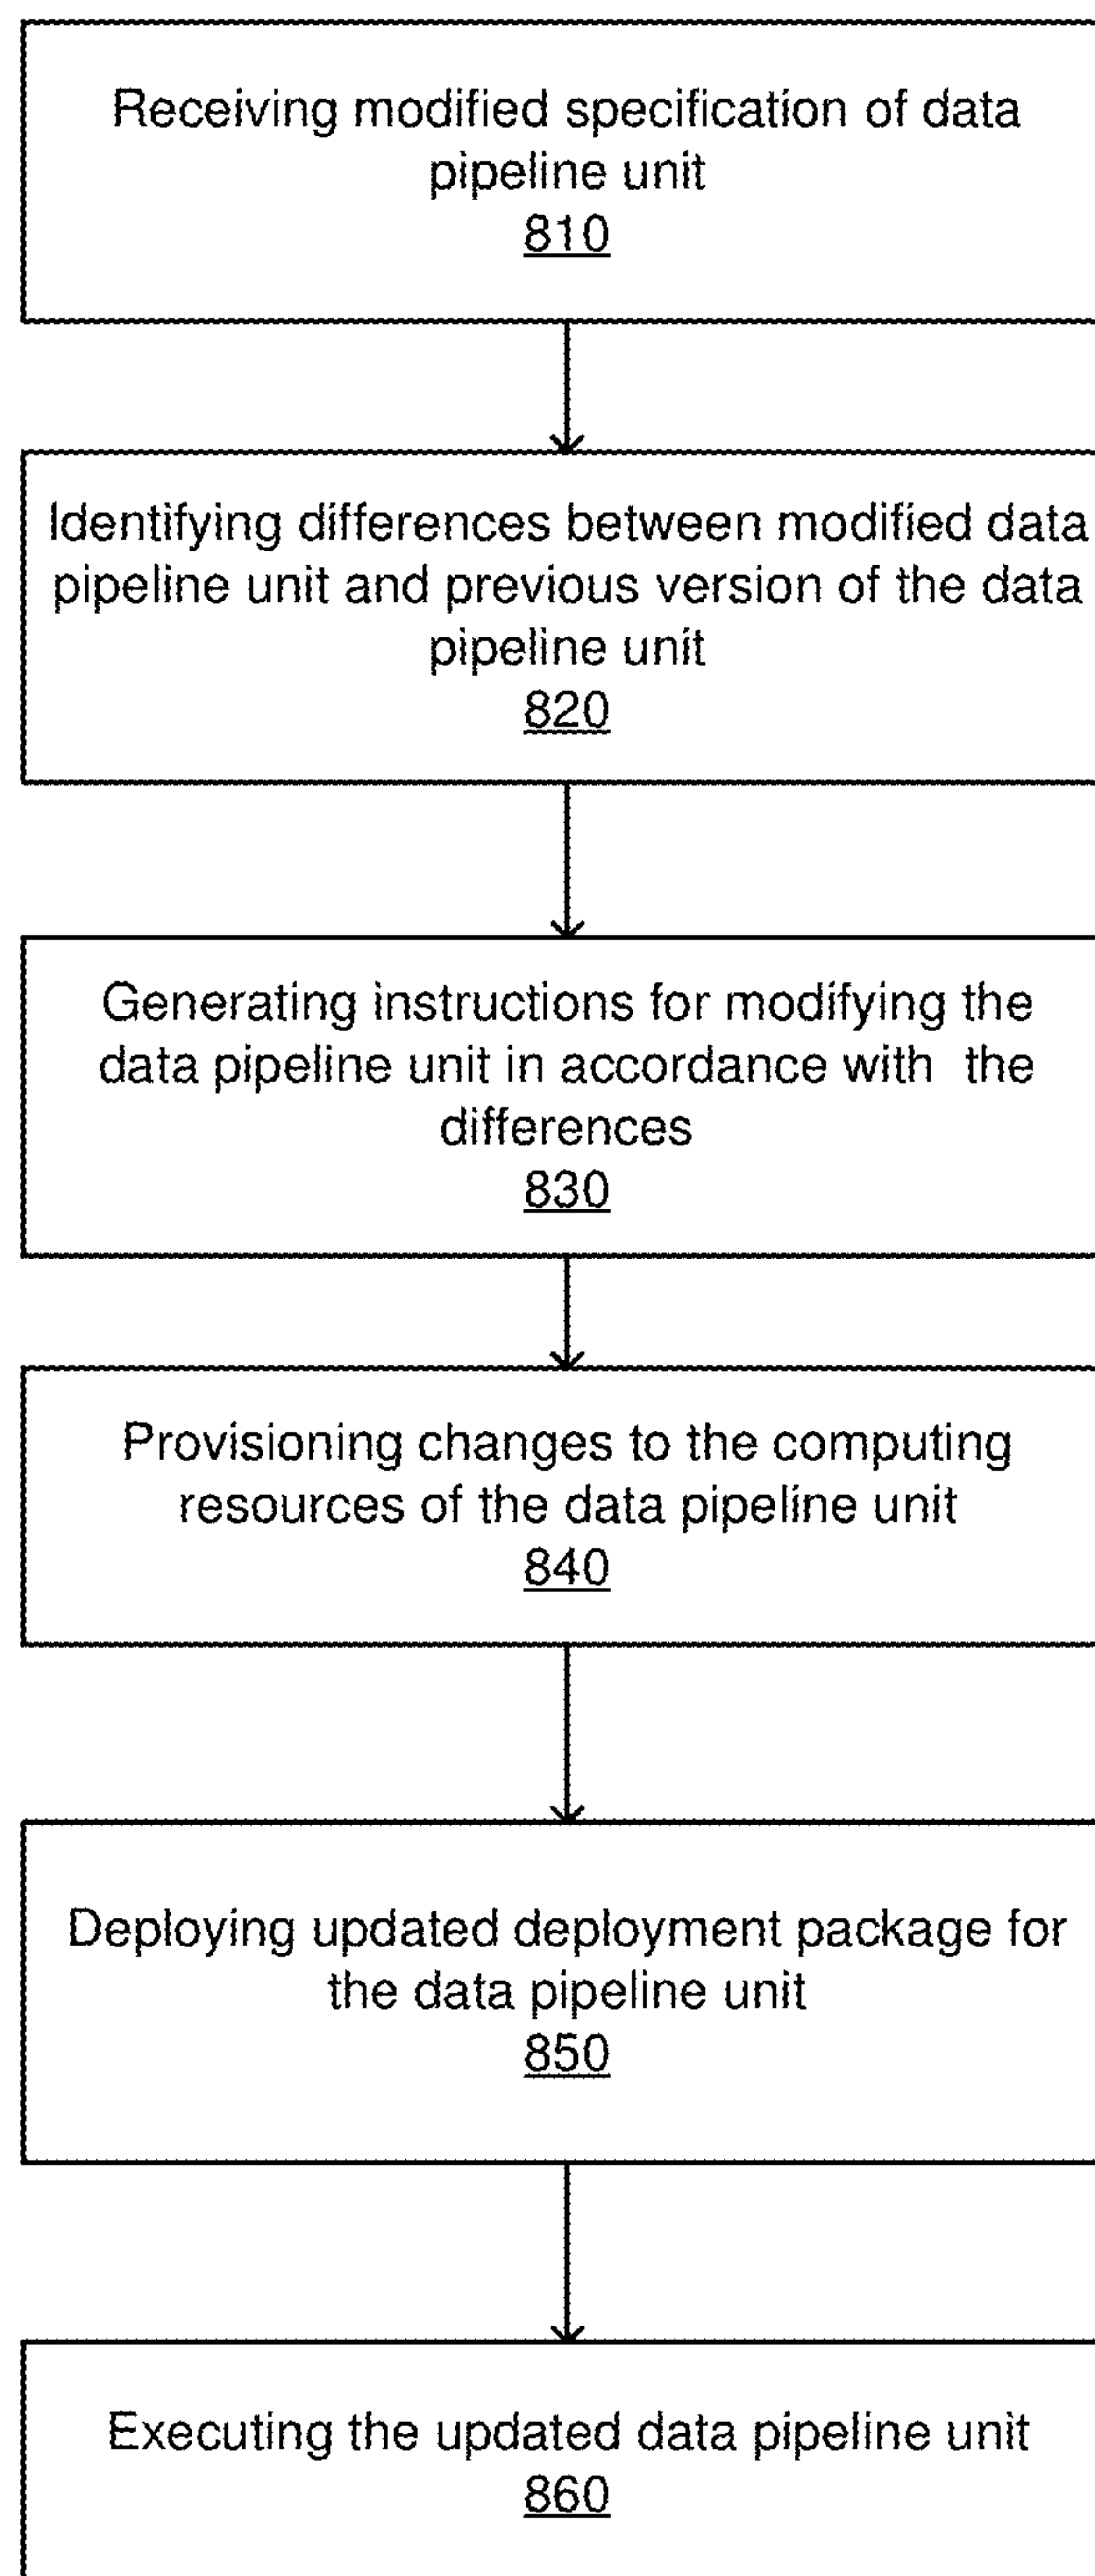 Receiving modified specification of data
pipeline unit
810
Identifying differences between modified data
pipeline unit and previous version of the data
pipeline unit
820
Generating instructions for modifying the
data pipeline unit in accordance with  the
differences
830
Provisioning changes to the computing
resources of the data pipeline unit
840
Deploying updated deployment package for
the data pipeline unit
850
Executing the updated data pipeline unit
860